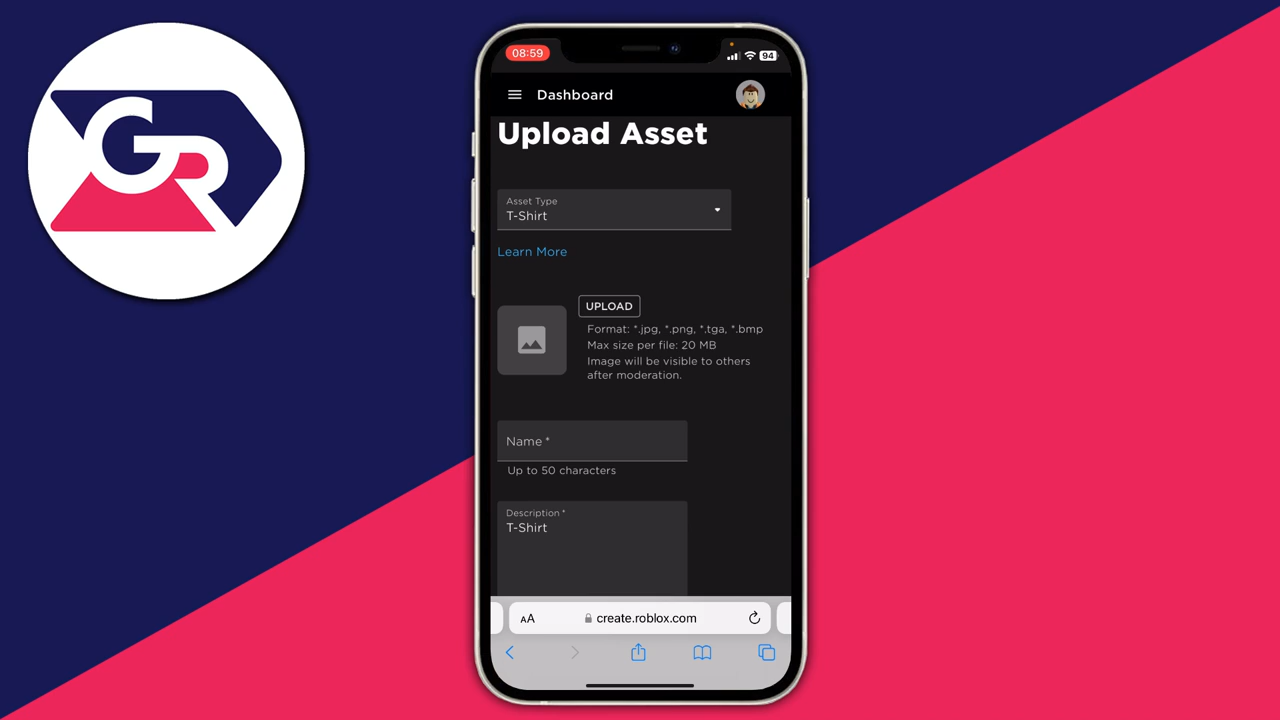 GR
08:59
94
Dashboard
Upload Asset
Asset Type
T-Shirt
Learn More
UPLOAD
Format: *.jpg, *.png, *.tga, *.bmp
Max size per file: 20 MB
Image will be visible to others
after moderation.
Name *
Up to 50 characters
Description *
T-Shirt
AA
create.roblox.com